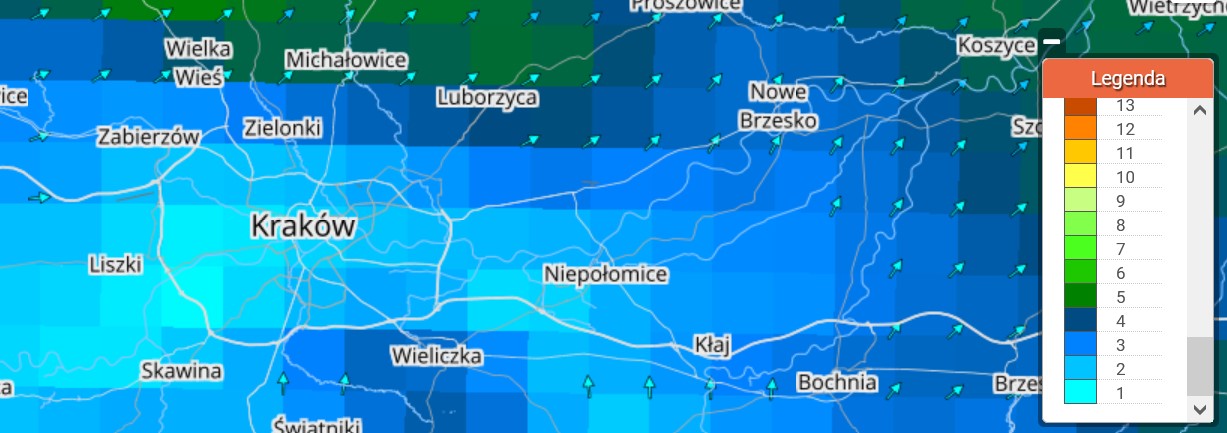 Proszowice
Wietrzych
Wielka
Wieś
Michałowice
Koszyce
Legenda
ice
Luborzyca
Nowe
Brzesko
Zabierzów
Zielonki
Szc
13
12
11
10
9
8
7
6
5
4
3
2
1
Kraków
Liszki
Niepołomice
Kłaj
Wieliczka
Skawina
Bochnia
Brzes
a
Świątniki